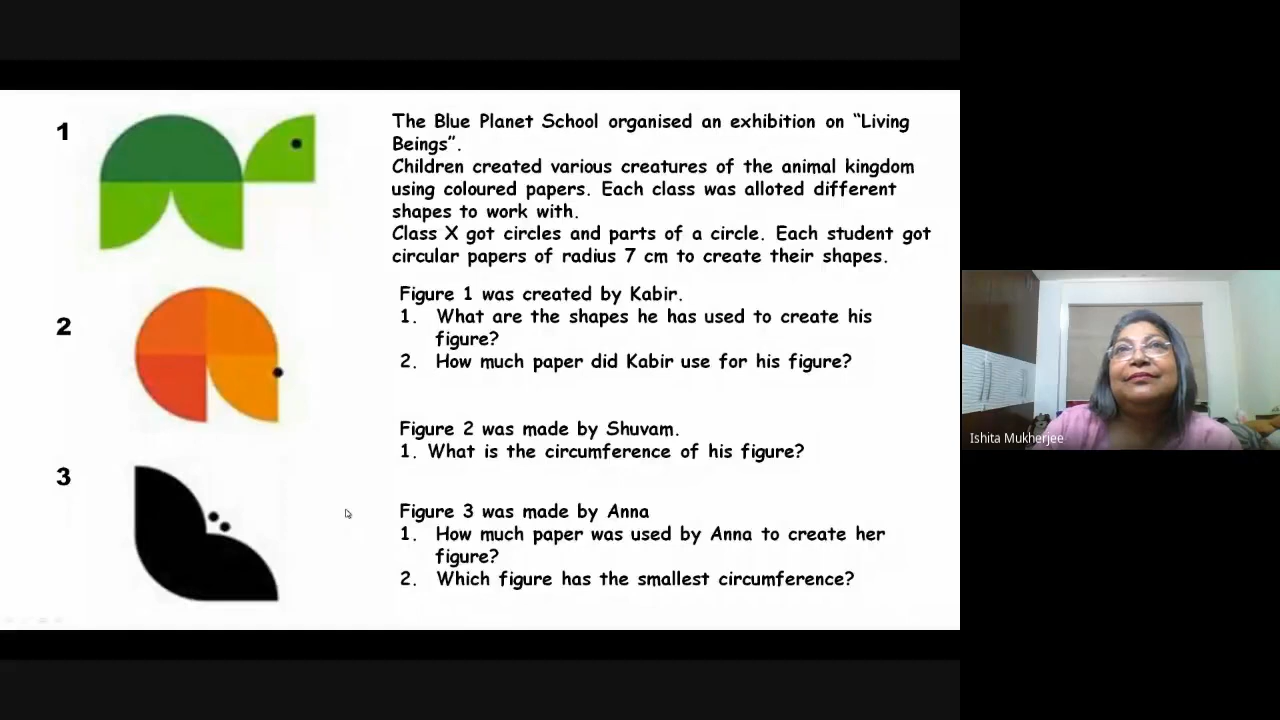 1
The Blue Planet School organised an exhibition on “Living
Beings”.
Children created various creatures of the animal kingdom
using coloured papers. Each class was alloted different
shapes to work with.
Class X got circles and parts of a circle. Each student got
circular papers of radius 7 cm to create their shapes.
Figure 1 was created by Kabir.
1. What are the shapes he has used to create his
figure?
2. How much paper did Kabir use for his figure?
2
Figure 2 was made by Shuvam.
1. What is the circumference of his figure?
3
Figure 3 was made by Anna
1. How much paper was used by Anna to create her
figure?
2. Which figure has the smallest circumference?
Ishita Mukherjee